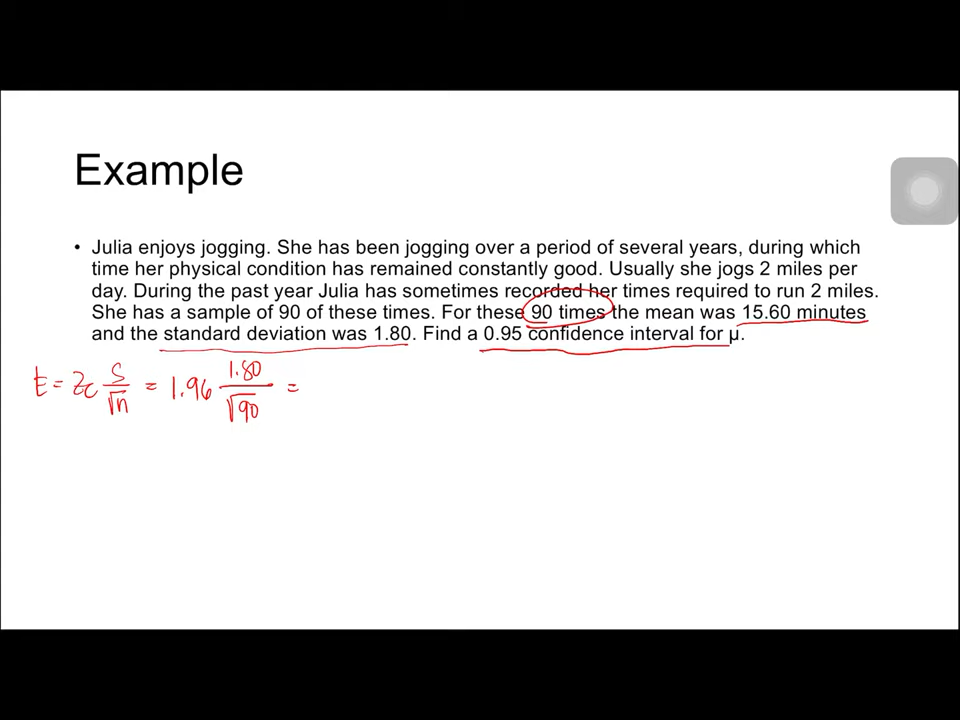 Example
• Julia enjoys jogging. She has been jogging over a period of several years, during which
time her physical condition has remained constantly good. Usually she jogs 2 miles per
day. During the past year Julia has sometimes recorded her times required to run 2 miles.
She has a sample of 90 of these times. For these 90 times the mean was 15.60 minutes
and the standard deviation was 1.80. Find a 0.95 confidence interval for µ.
E = Zc S/√n = 1.96 1.80/√90 =